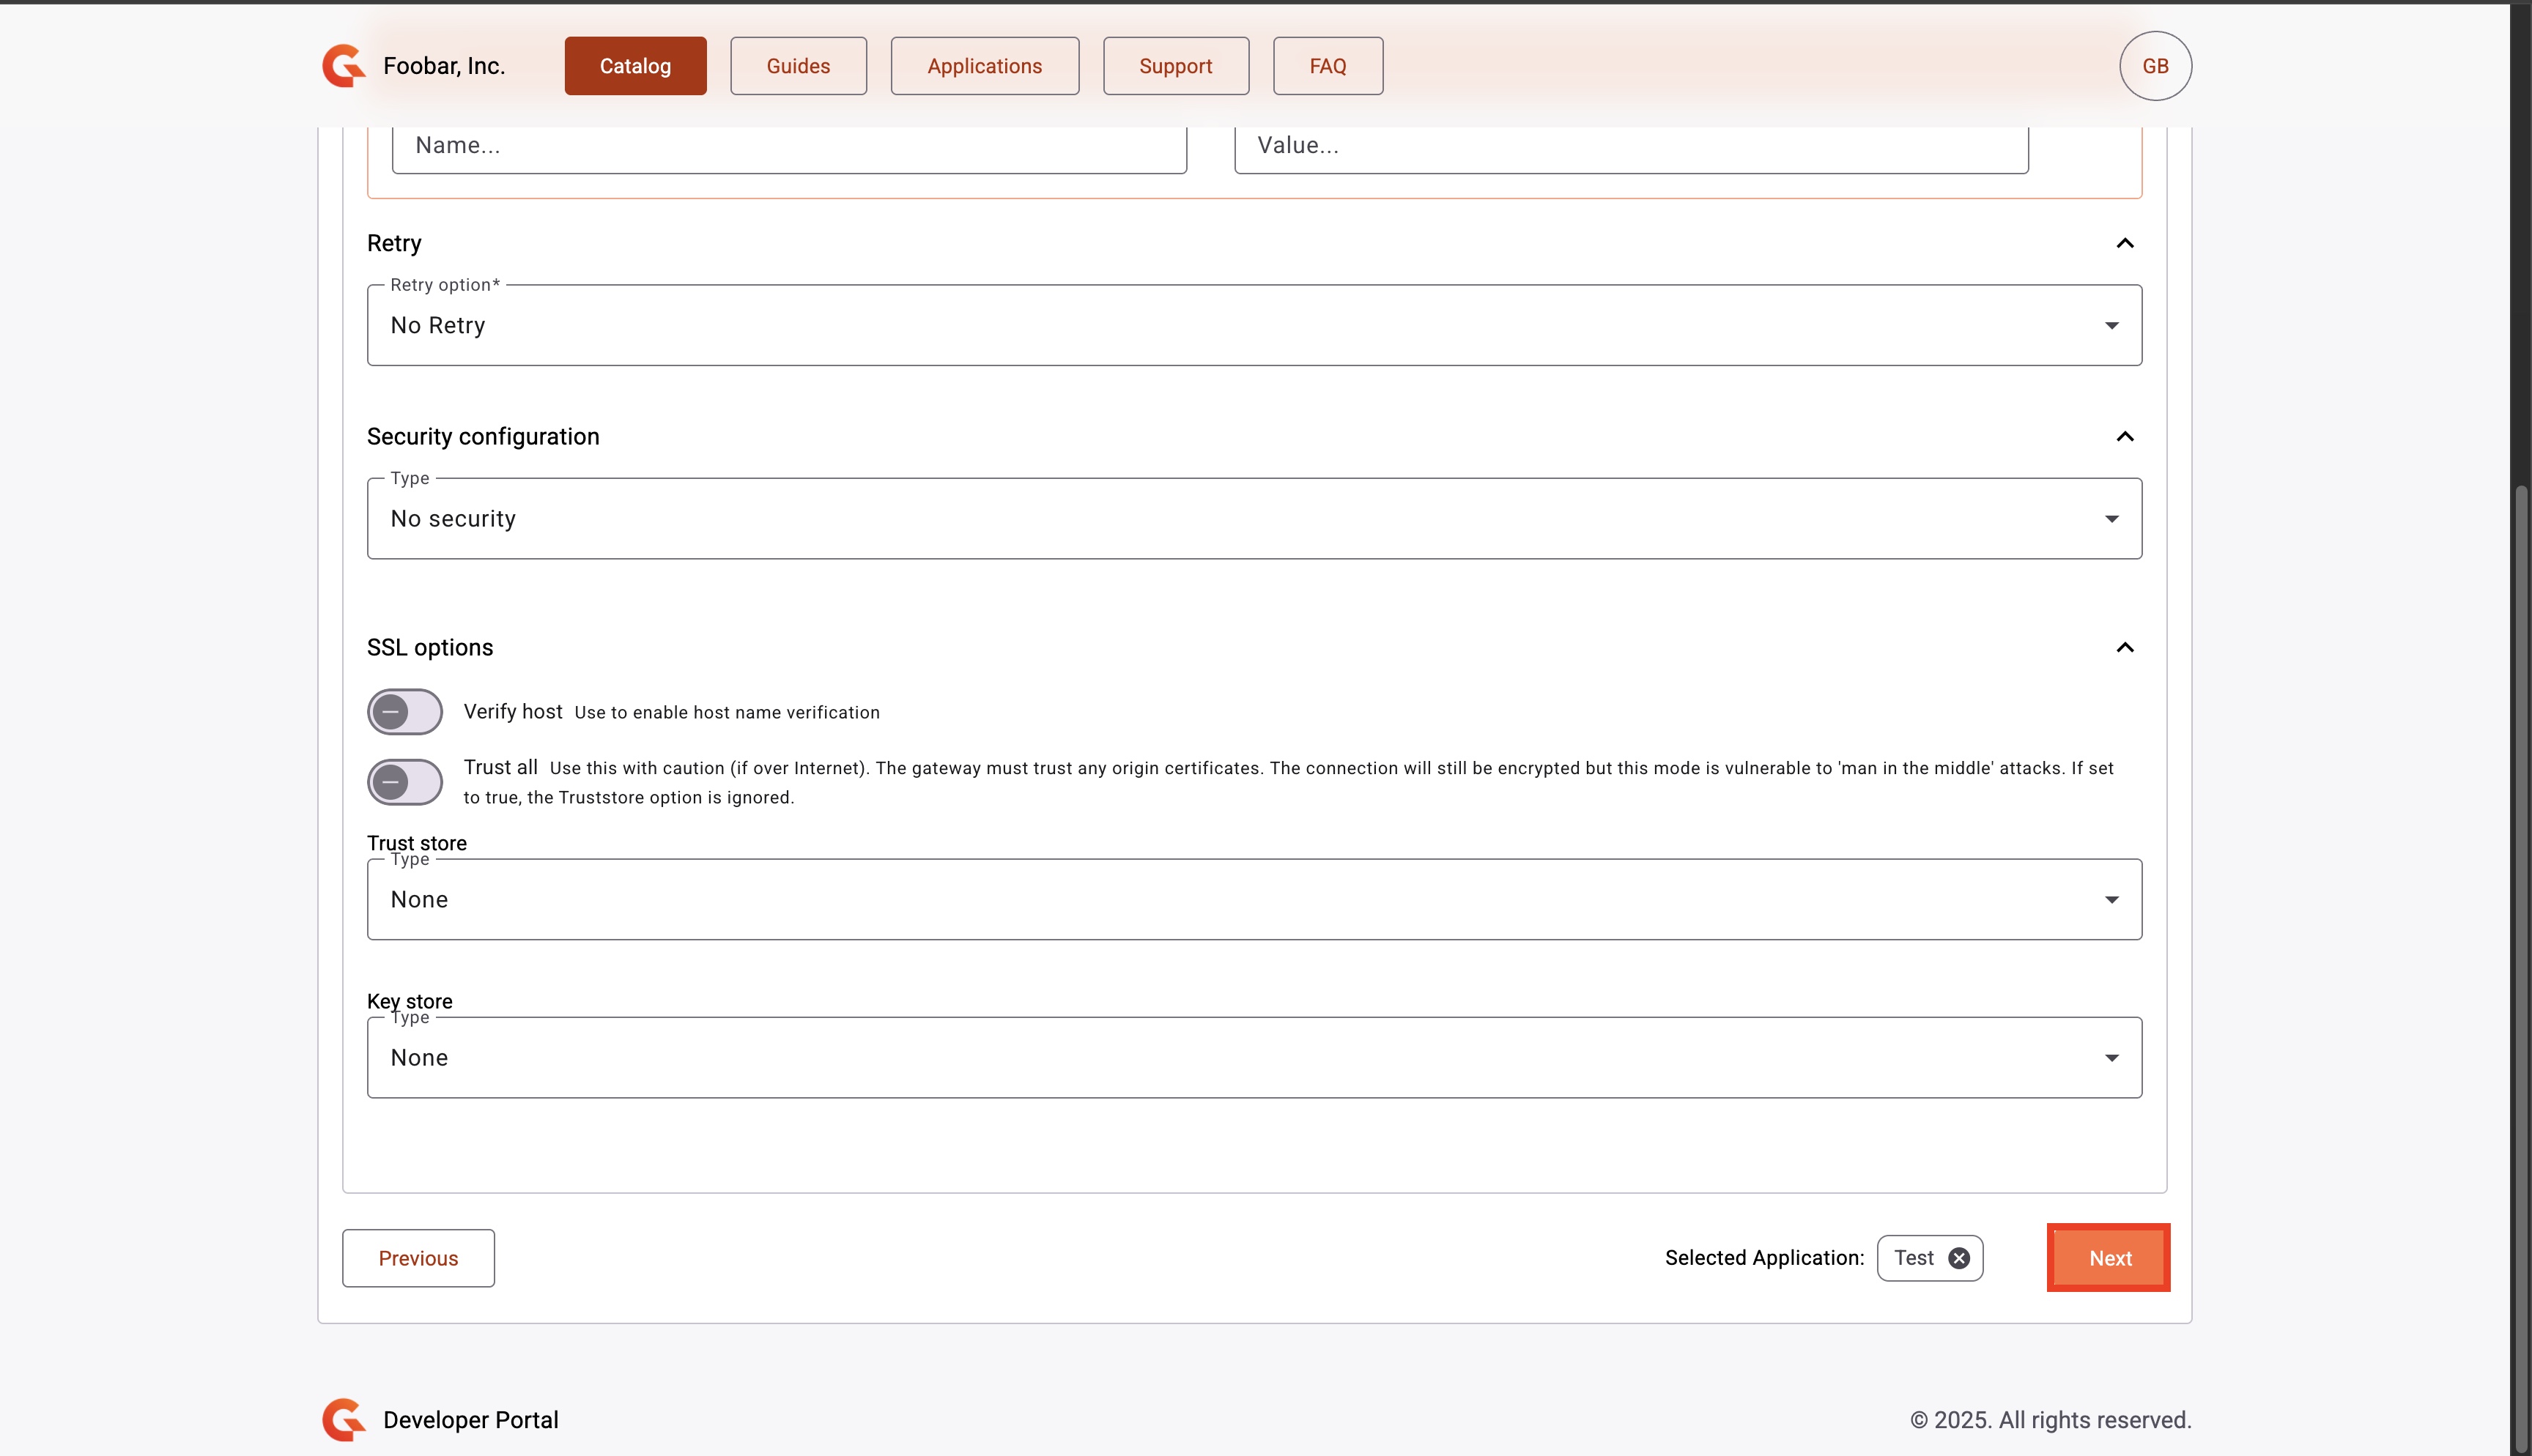 Foobar, Inc.
Catalog
Guides
Applications
Support
FAQ
GB
Name...
Value...
Retry
Retry option*
No Retry
Security configuration
Type
No security
SSL options
Verify host Use to enable host name verification
Trust all Use this with caution (if over Internet). The gateway must trust any origin certificates. The connection will still be encrypted but this mode is vulnerable to 'man in the middle' attacks. If set
to true, the Truststore option is ignored.
Trust store
Type
None
Key store
Type
None
Previous
Selected Application:
Test
Next
Developer Portal
© 2025. All rights reserved.